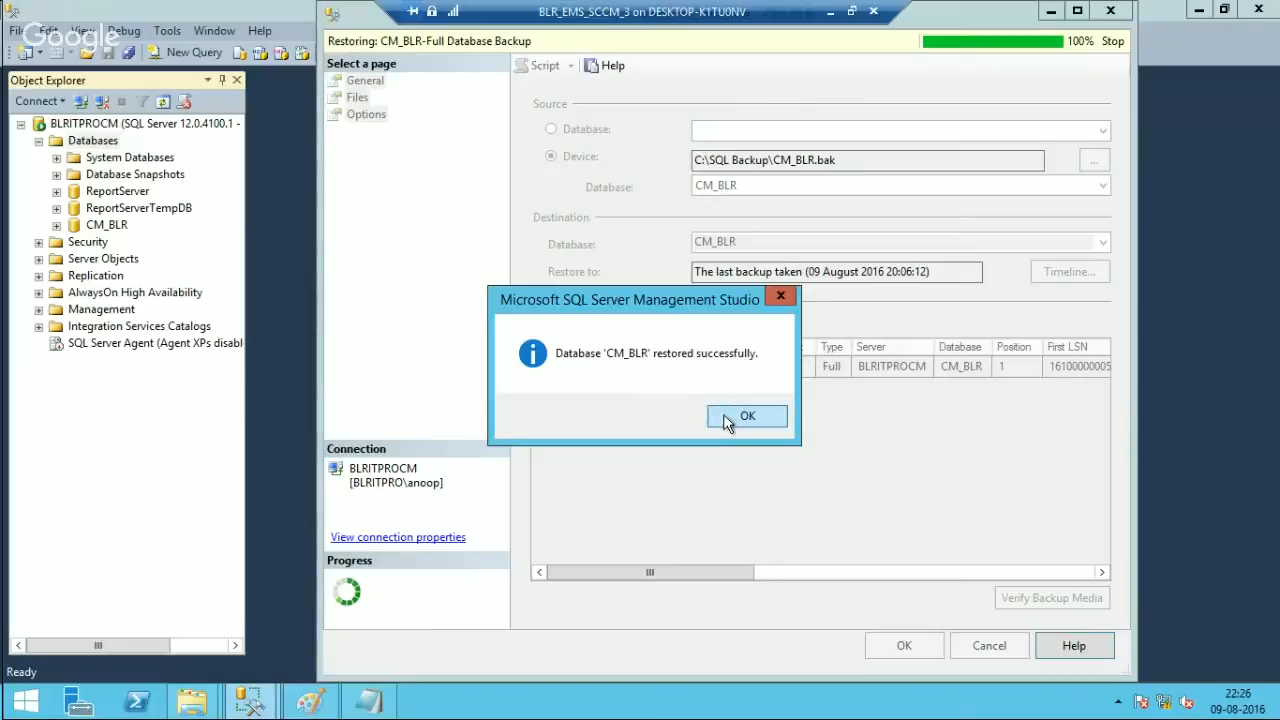 BLR_EMS_SCCM_3 on DESKTOP-K1TU0NV
Google
File Edit View Debug Tools Window Help
New Query
Restoring: CM_BLR-Full Database Backup
100% Stop
Object Explorer
Connect
BLRITPROCM (SQL Server 12.0.4100.1 -
Databases
System Databases
Database Snapshots
ReportServer
ReportServerTempDB
CM_BLR
Security
Server Objects
Replication
AlwaysOn High Availability
Management
Integration Services Catalogs
SQL Server Agent (Agent XPs disabl
Ready
Select a page
General
Files
Options
Connection
BLRITPROCM
[BLRITPRO\anoop]
View connection properties
Progress
Script Help
Source
Database:
Device: C:\SQL Backup\CM_BLR.bak ...
Database: CM_BLR
Destination
Database: CM_BLR
Restore to: The last backup taken (09 August 2016 20:06:12) Timeline...
Type Server Database Position First LSN
Full BLRITPROCM CM_BLR 1 16100000005
Microsoft SQL Server Management Studio
Database 'CM_BLR' restored successfully.
OK
Verify Backup Media
OK Cancel Help
22:26
09-08-2016